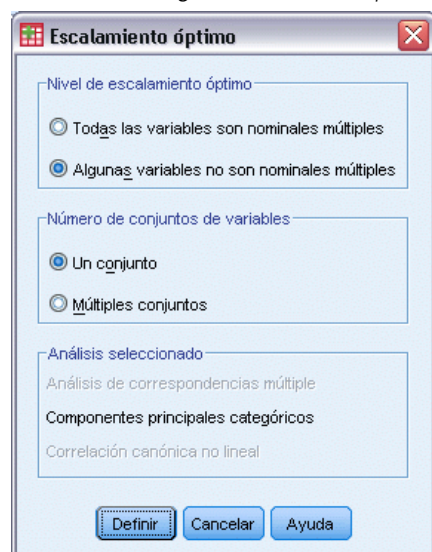 Escalamiento óptimo
Nivel de escalamiento óptimo
Todas las variables son nominales múltiples
Algunas variables no son nominales múltiples
Número de conjuntos de variables
Un conjunto
Múltiples conjuntos
Análisis seleccionado
Análisis de correspondencias múltiple
Componentes principales categóricos
Correlación canónica no lineal
Definir Cancelar Ayuda